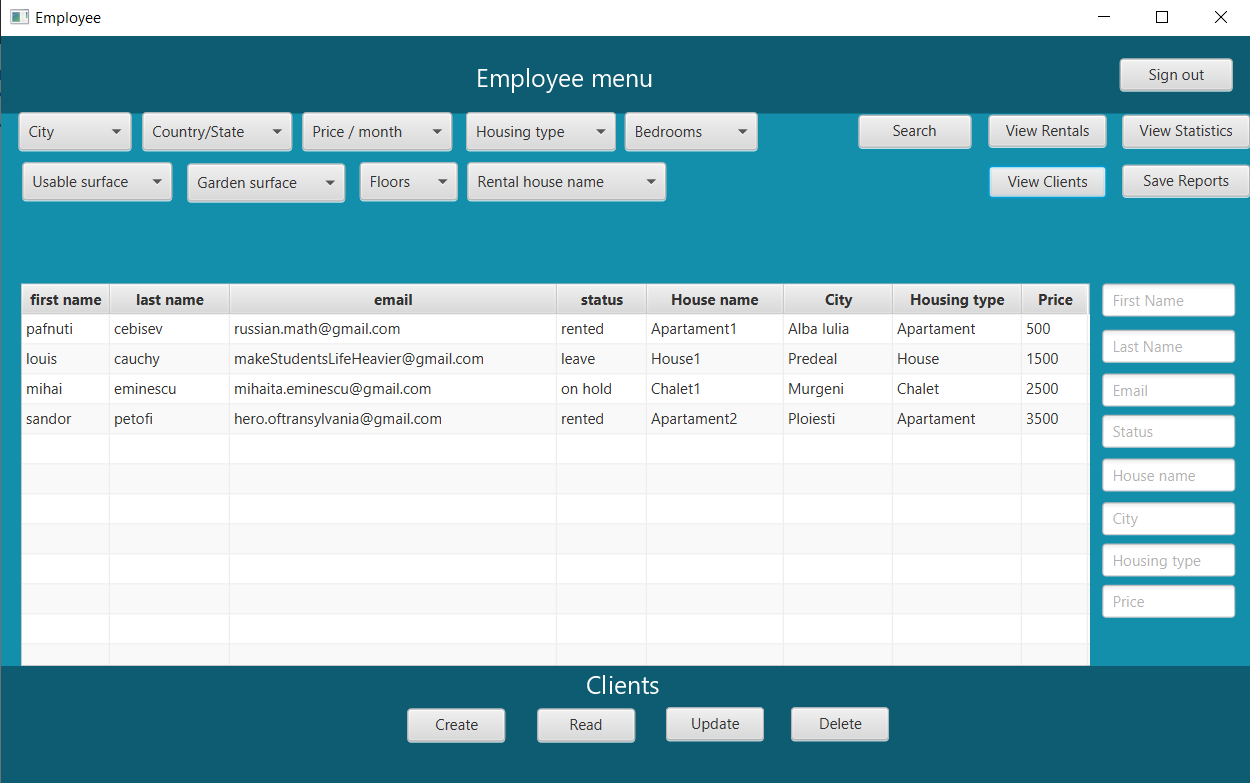 Employee
Employee menu
Sign out
City Country/State Price / month Housing type Bedrooms Search View Rentals View Statistics
Usable surface Garden surface Floors Rental house name View Clients Save Reports
first name last name email status House name City Housing type Price
pafnuti cebisev russian.math@gmail.com rented Apartament1 Alba Iulia Apartament 500
louis cauchy makeStudentsLifeHeavier@gmail.com leave House1 Predeal House 1500
mihai eminescu mihaita.eminescu@gmail.com on hold Chalet1 Murgeni Chalet 2500
sandor petofi hero.oftransylvania@gmail.com rented Apartament2 Ploiesti Apartament 3500
First Name
Last Name
Email
Status
House name
City
Housing type
Price
Clients
Create Read Update Delete